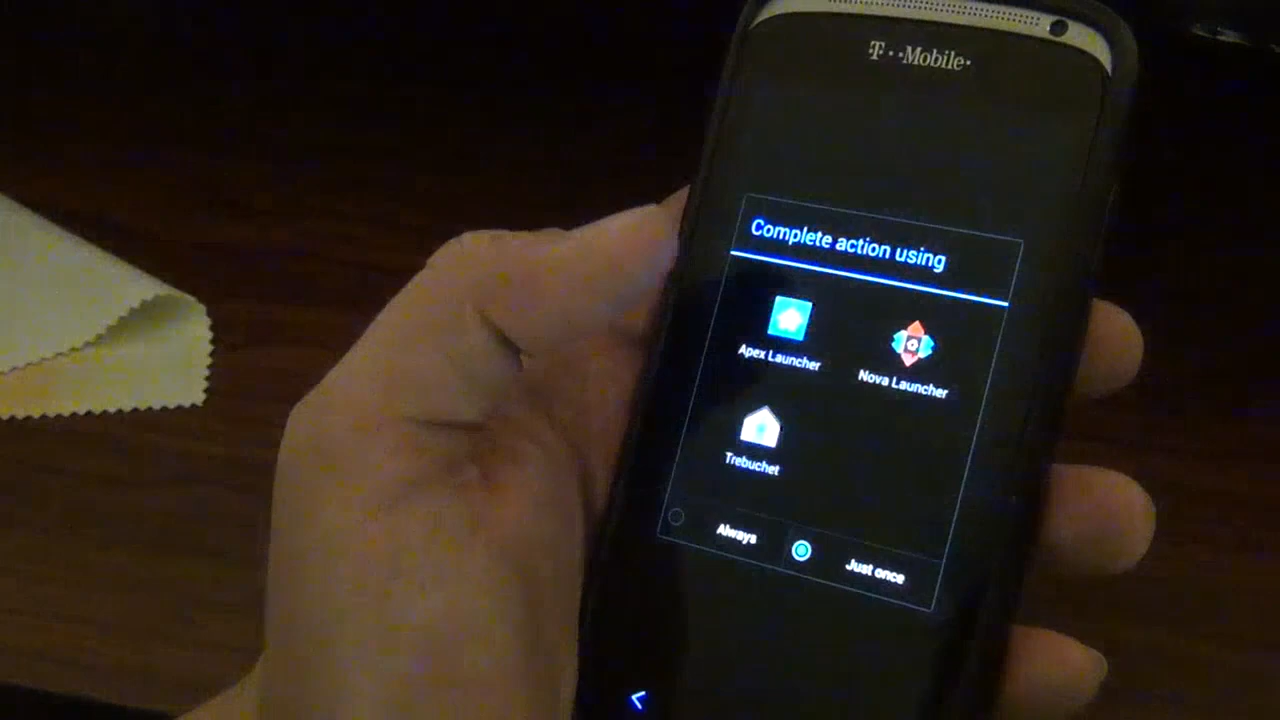 T··Mobile·
Complete action using
Apex Launcher
Nova Launcher
Trebuchet
Always
Just once